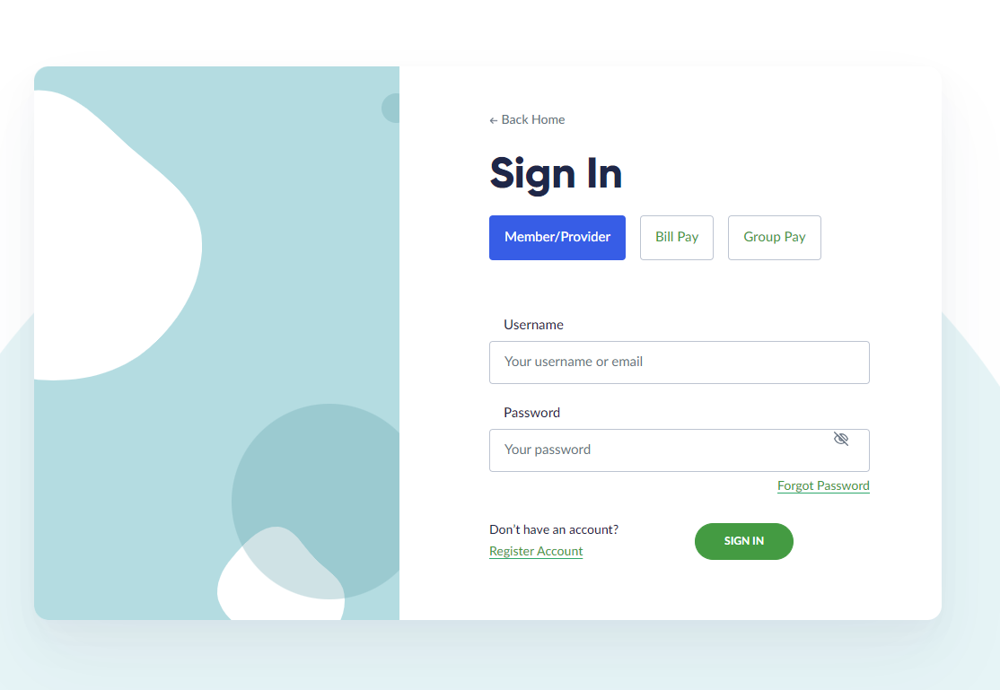 ← Back Home
Sign In
Member/Provider Bill Pay Group Pay
Username
Your username or email
Password
Your password
Forgot Password
Don’t have an account?
Register Account
SIGN IN